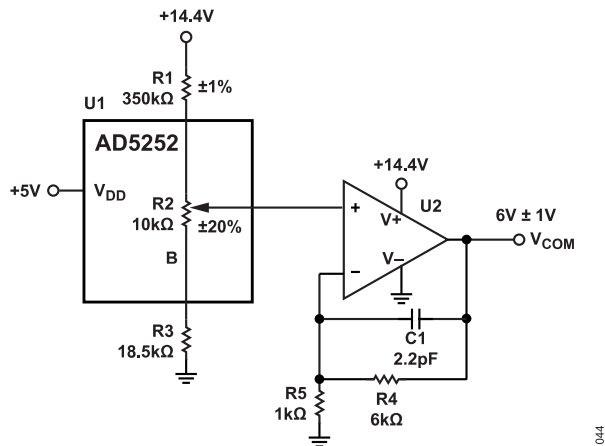 +14.4V
R1
350kΩ
±1%
U1
AD5252
+5V
VDD
R2
10kΩ
±20%
B
R3
18.5kΩ
+14.4V
U2
+
V+
−
V−
6V ± 1V
VCOM
C1
2.2pF
R5
1kΩ
R4
6kΩ
044